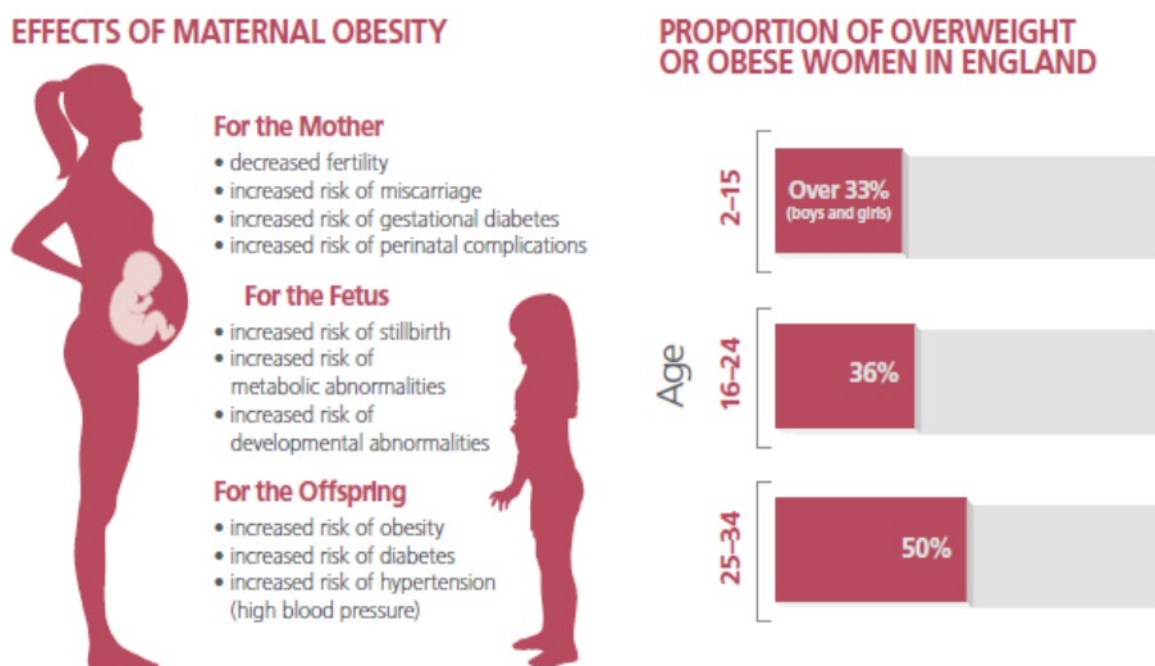 EFFECTS OF MATERNAL OBESITY
For the Mother
• decreased fertility
• increased risk of miscarriage
• increased risk of gestational diabetes
• increased risk of perinatal complications
For the Fetus
• increased risk of stillbirth
• increased risk of
metabolic abnormalities
• increased risk of
developmental abnormalities
For the Offspring
• increased risk of obesity
• increased risk of diabetes
• increased risk of hypertension
(high blood pressure)
PROPORTION OF OVERWEIGHT
OR OBESE WOMEN IN ENGLAND
Age
2–15
Over 33%
(boys and girls)
16–24
36%
25–34
50%